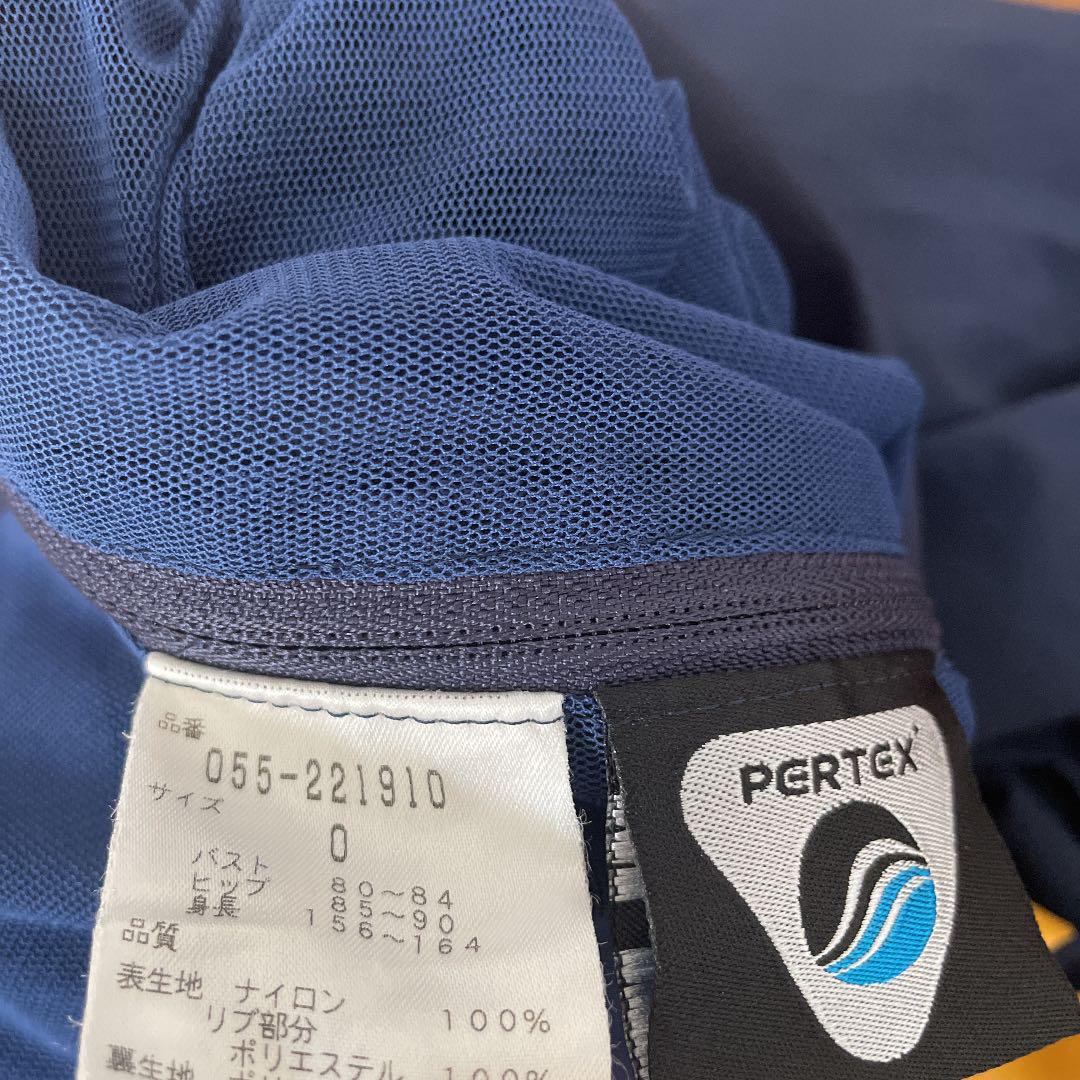 品番
055-221910
サイズ
0
バスト 80～84
ヒップ 85～90
身長 156～164
品質
表生地 ナイロン 100%
リブ部分
ポリエステル 100%
裏生地
PERTEX